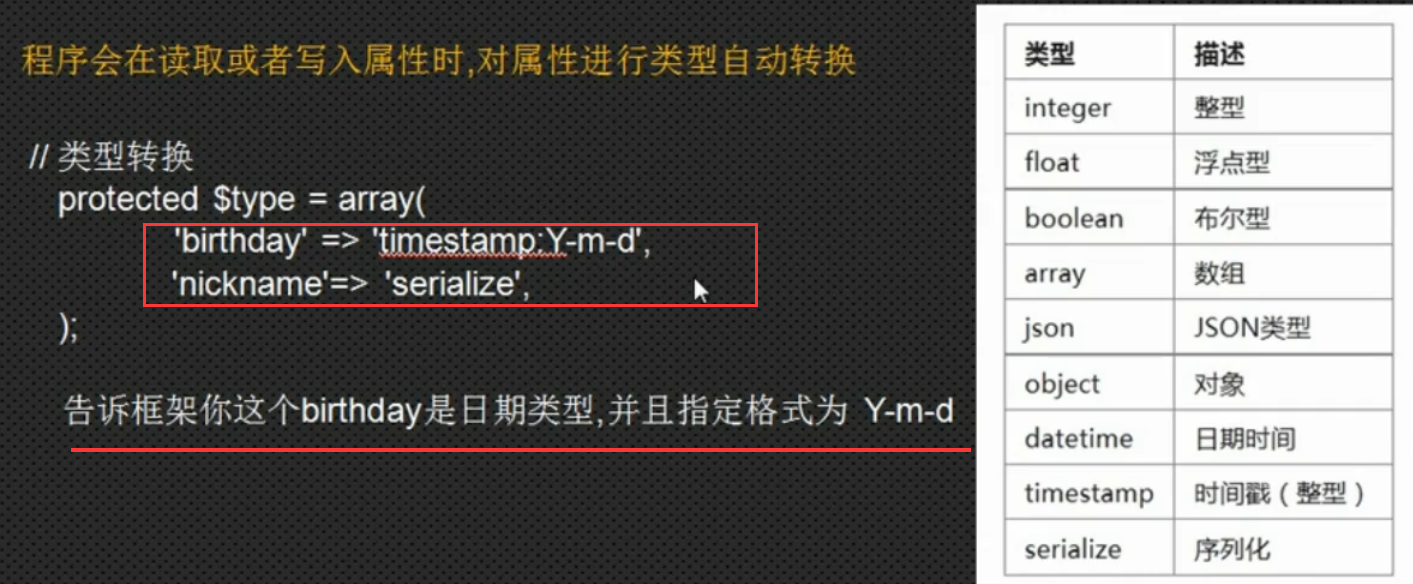 程序会在读取或者写入属性时,对属性进行类型自动转换
// 类型转换
protected $type = array(
'birthday' => 'timestamp:Y-m-d',
'nickname'=> 'serialize',
);
告诉框架你这个birthday是日期类型,并且指定格式为 Y-m-d
类型 描述
integer 整型
float 浮点型
boolean 布尔型
array 数组
json JSON类型
object 对象
datetime 日期时间
timestamp 时间戳（整型）
serialize 序列化